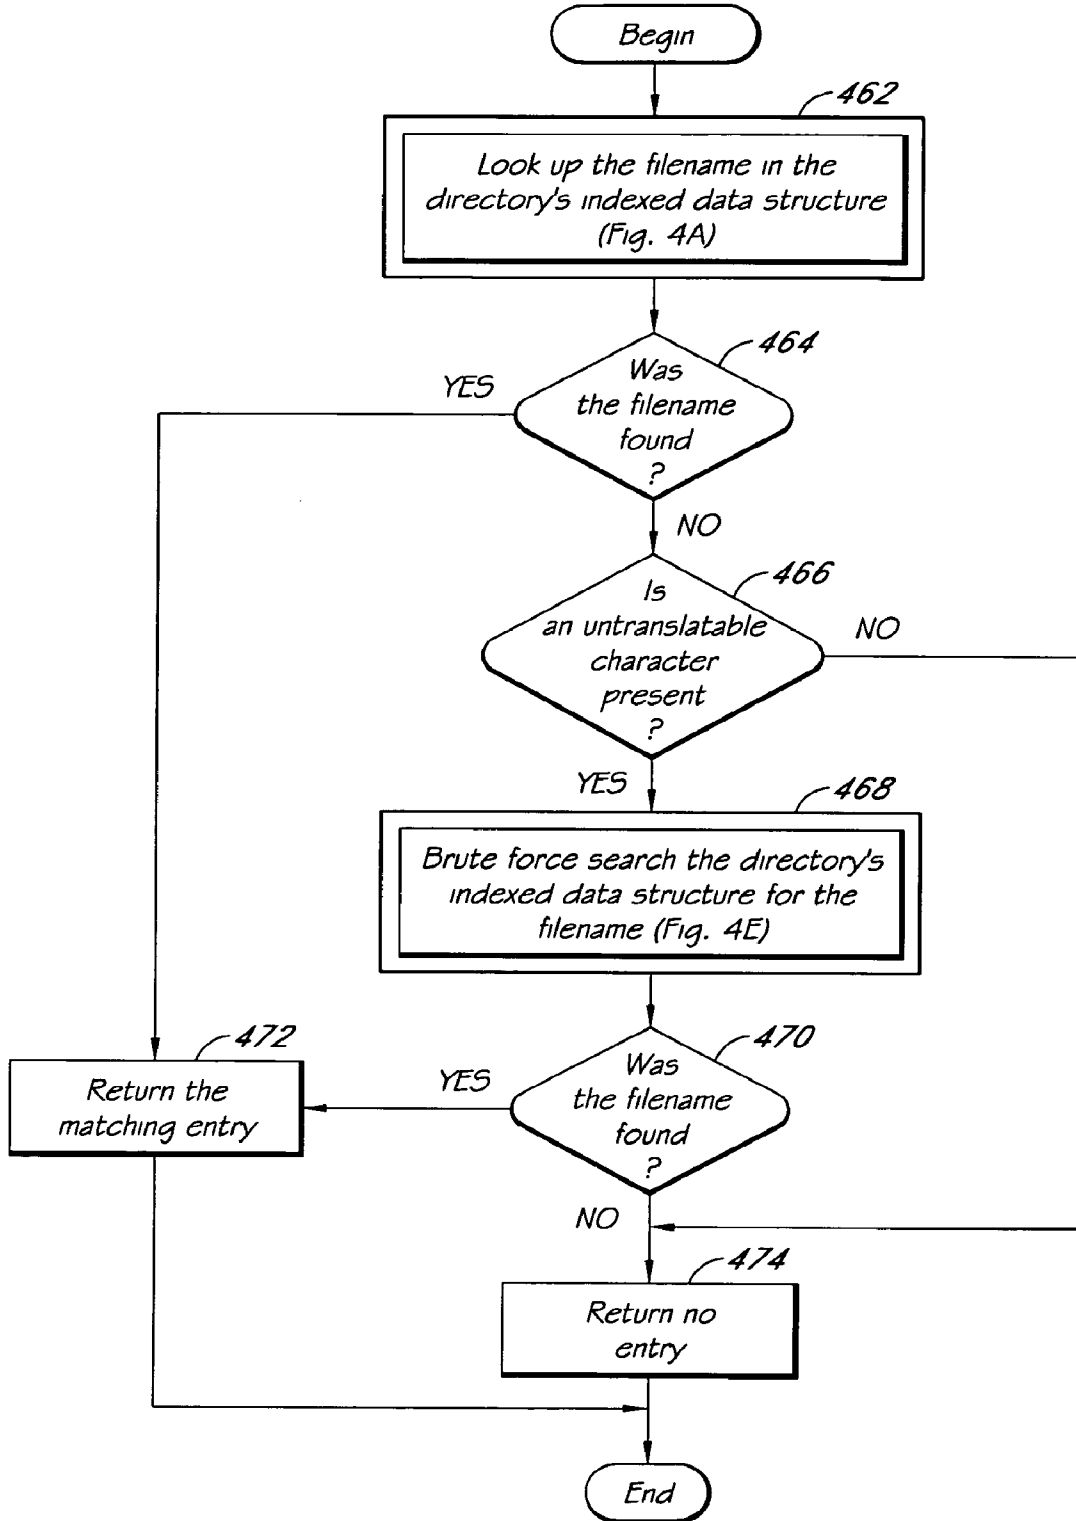 Begin
462
Look up the filename in the
directory's indexed data structure
(Fig. 4A)
464
Was
the filename
found
?
YES
NO
466
Is
an untranslatable
character
present
?
NO
YES
468
Brute force search the directory's
indexed data structure for the
filename (Fig. 4E)
470
Was
the filename
found
?
YES
472
Return the
matching entry
NO
474
Return no
entry
End